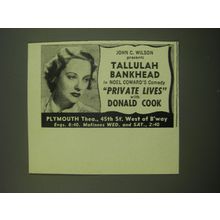 JOHN C. WILSON
presents
TALLULAH
BANKHEAD
in NOEL COWARD'S Comedy
"PRIVATE LIVES"
with
DONALD COOK
PLYMOUTH Thea., 45th St. West of B'way
Evgs. 8:40. Matinees WED. and SAT., 2:40